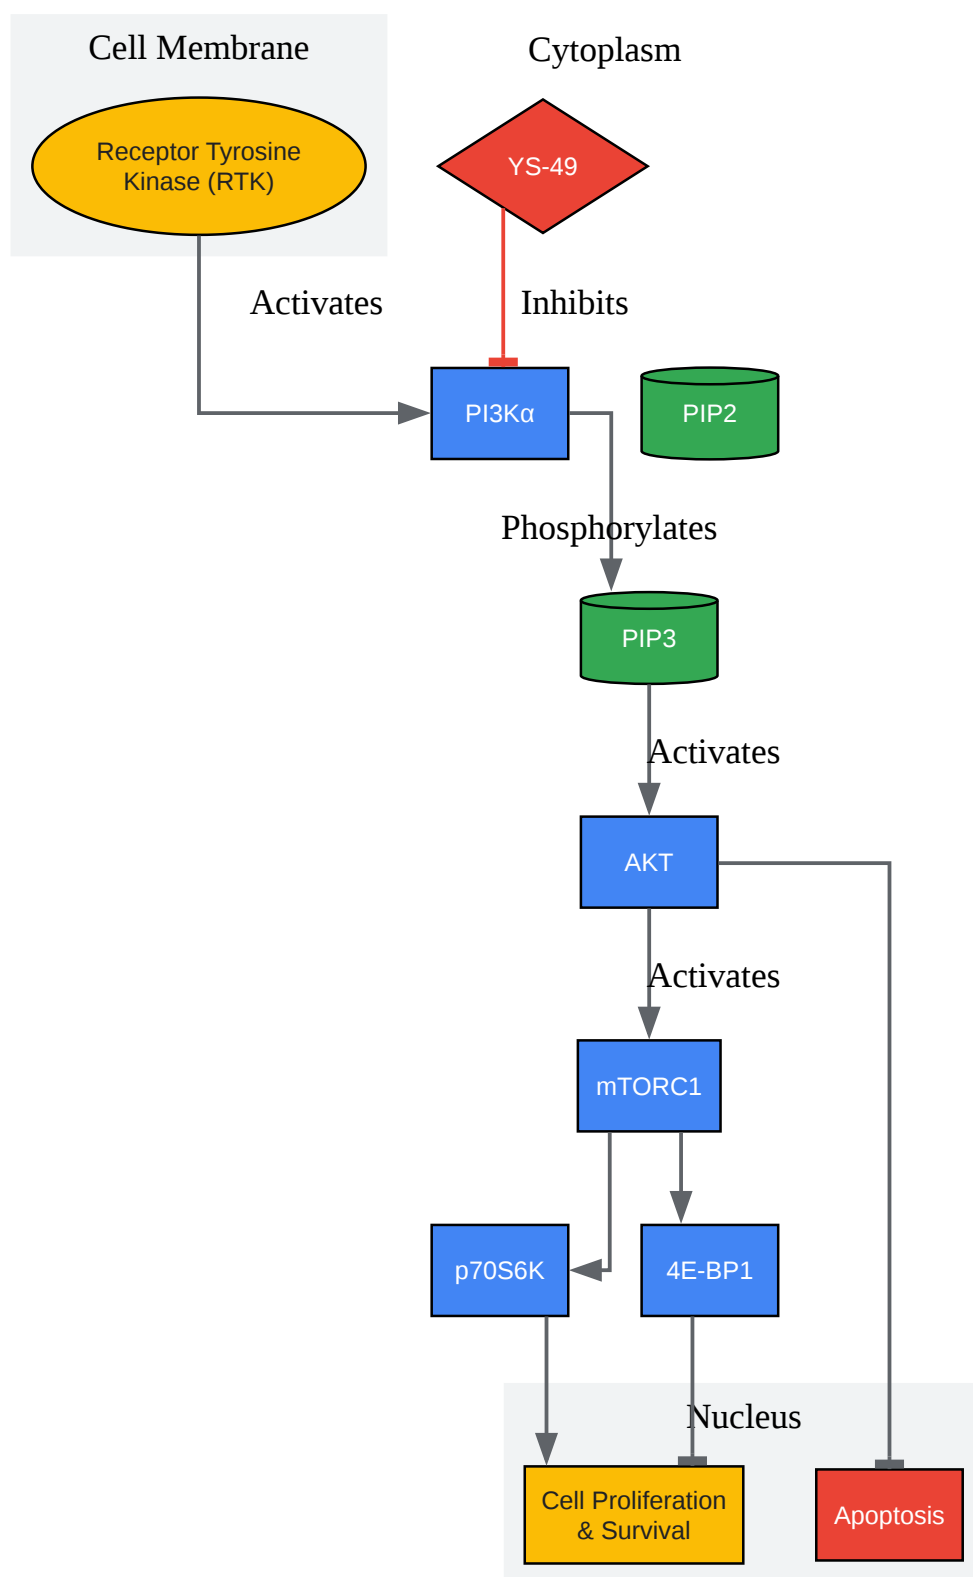 Cell Membrane
Cytoplasm
Receptor Tyrosine
Kinase (RTK)
YS-49
Activates
Inhibits
PI3Kα
PIP2
Phosphorylates
PIP3
Activates
AKT
Activates
mTORC1
p70S6K
4E-BP1
Nucleus
Cell Proliferation
& Survival
Apoptosis